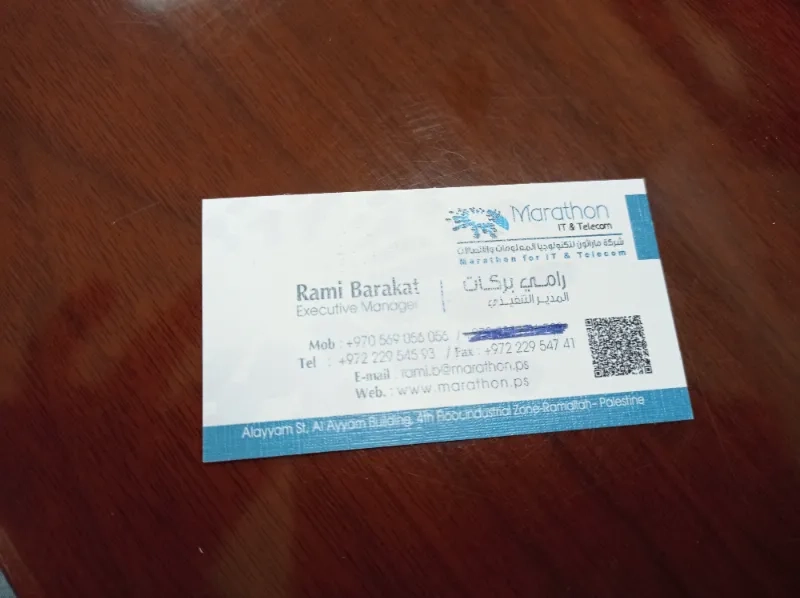 Marathon
IT & Telecom
شركة ماراثون لتكنولوجيا المعلومات والاتصالات
Marathon for IT & Telecom
Rami Barakat | رامي بركات
Executive Manager | المدير التنفيذي
Mob : +970 569 056 056 /
Tel : +972 229 545 93 / Fax : +972 229 547 41
E-mail : rami.b@marathon.ps
Web. : www.marathon.ps
Alayyam St. Al Ayyam Building, 4th Floor,Industrial Zone-Ramallah- Palestine